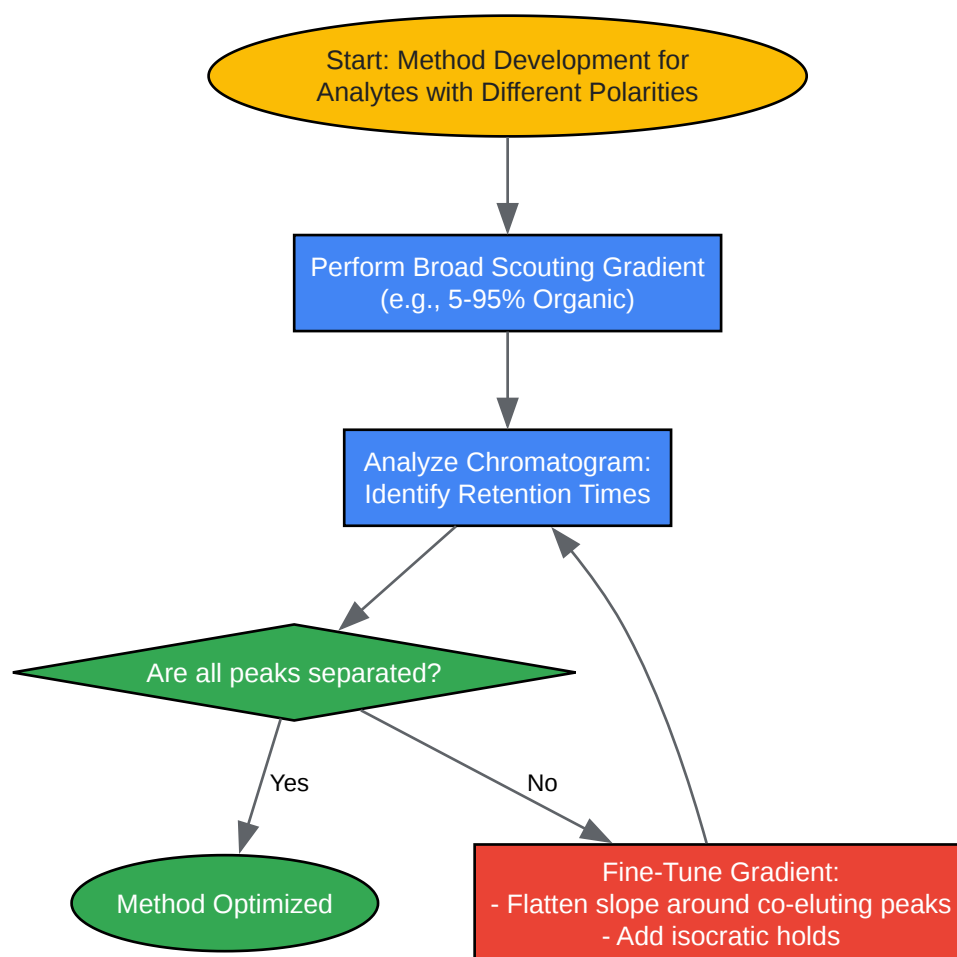 Start: Method Development for
Analytes with Different Polarities
Perform Broad Scouting Gradient
(e.g., 5-95% Organic)
Analyze Chromatogram:
Identify Retention Times
Are all peaks separated?
Yes
No
Method Optimized
Fine-Tune Gradient:
- Flatten slope around co-eluting peaks
- Add isocratic holds